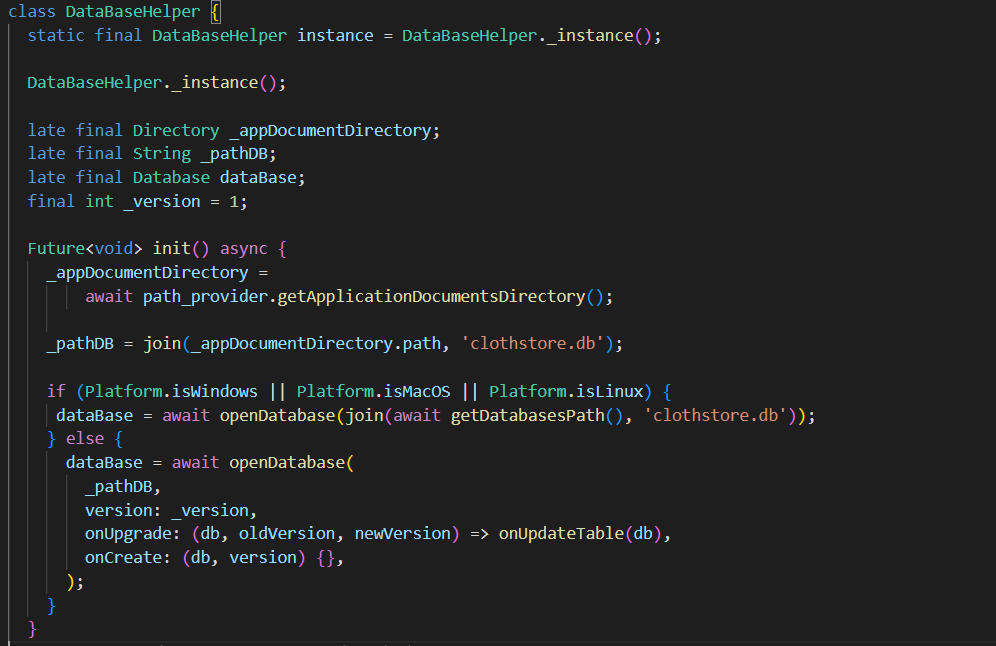 class DataBaseHelper {
  static final DataBaseHelper instance = DataBaseHelper._instance();

  DataBaseHelper._instance();

  late final Directory _appDocumentDirectory;
  late final String _pathDB;
  late final Database dataBase;
  final int _version = 1;

  Future<void> init() async {
    _appDocumentDirectory =
        await path_provider.getApplicationDocumentsDirectory();

    _pathDB = join(_appDocumentDirectory.path, 'clothstore.db');

    if (Platform.isWindows || Platform.isMacOS || Platform.isLinux) {
     dataBase = await openDatabase(join(await getDatabasesPath(), 'clothstore.db'));
    } else {
      dataBase = await openDatabase(
        _pathDB,
        version: _version,
        onUpgrade: (db, oldVersion, newVersion) => onUpdateTable(db),
        onCreate: (db, version) {},
      );
    }
  }